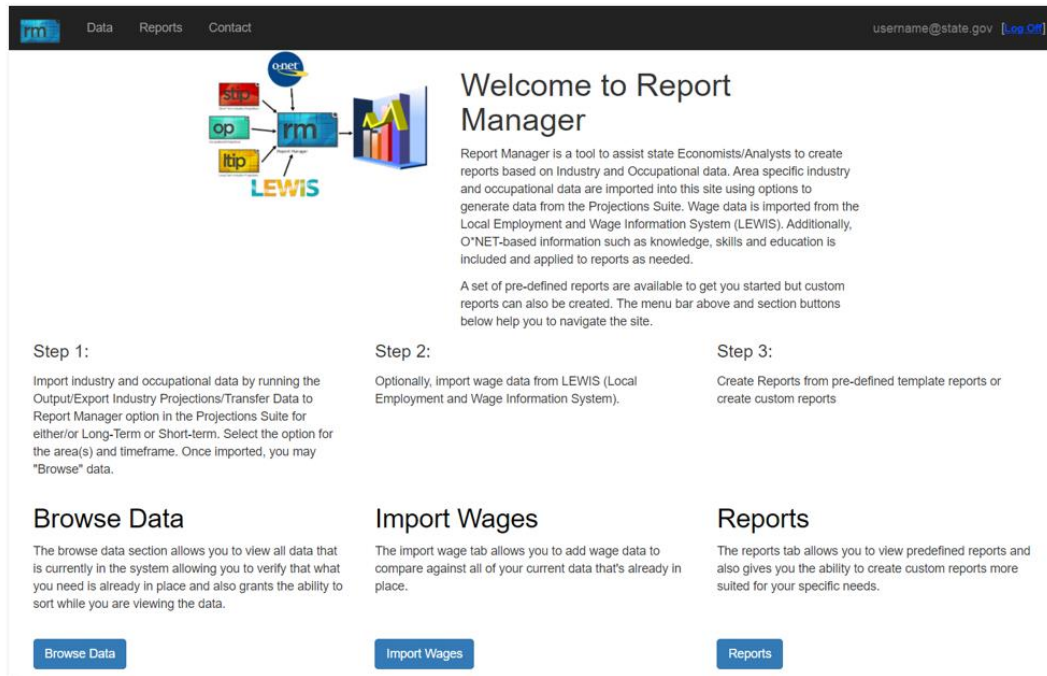 rm Data Reports Contact username@state.gov [Log Off]
o*net
stip
op
rm
ltip
LEWIS
Welcome to Report
Manager
Report Manager is a tool to assist state Economists/Analysts to create
reports based on Industry and Occupational data. Area specific industry
and occupational data are imported into this site using options to
generate data from the Projections Suite. Wage data is imported from the
Local Employment and Wage Information System (LEWIS). Additionally,
O*NET-based information such as knowledge, skills and education is
included and applied to reports as needed.
A set of pre-defined reports are available to get you started but custom
reports can also be created. The menu bar above and section buttons
below help you to navigate the site.
Step 1:
Import industry and occupational data by running the
Output/Export Industry Projections/Transfer Data to
Report Manager option in the Projections Suite for
either/or Long-Term or Short-term. Select the option for
the area(s) and timeframe. Once imported, you may
"Browse" data.
Step 2:
Optionally, import wage data from LEWIS (Local
Employment and Wage Information System).
Step 3:
Create Reports from pre-defined template reports or
create custom reports
Browse Data
The browse data section allows you to view all data that
is currently in the system allowing you to verify that what
you need is already in place and also grants the ability to
sort while you are viewing the data.
Browse Data
Import Wages
The import wage tab allows you to add wage data to
compare against all of your current data that's already in
place.
Import Wages
Reports
The reports tab allows you to view predefined reports and
also gives you the ability to create custom reports more
suited for your specific needs.
Reports